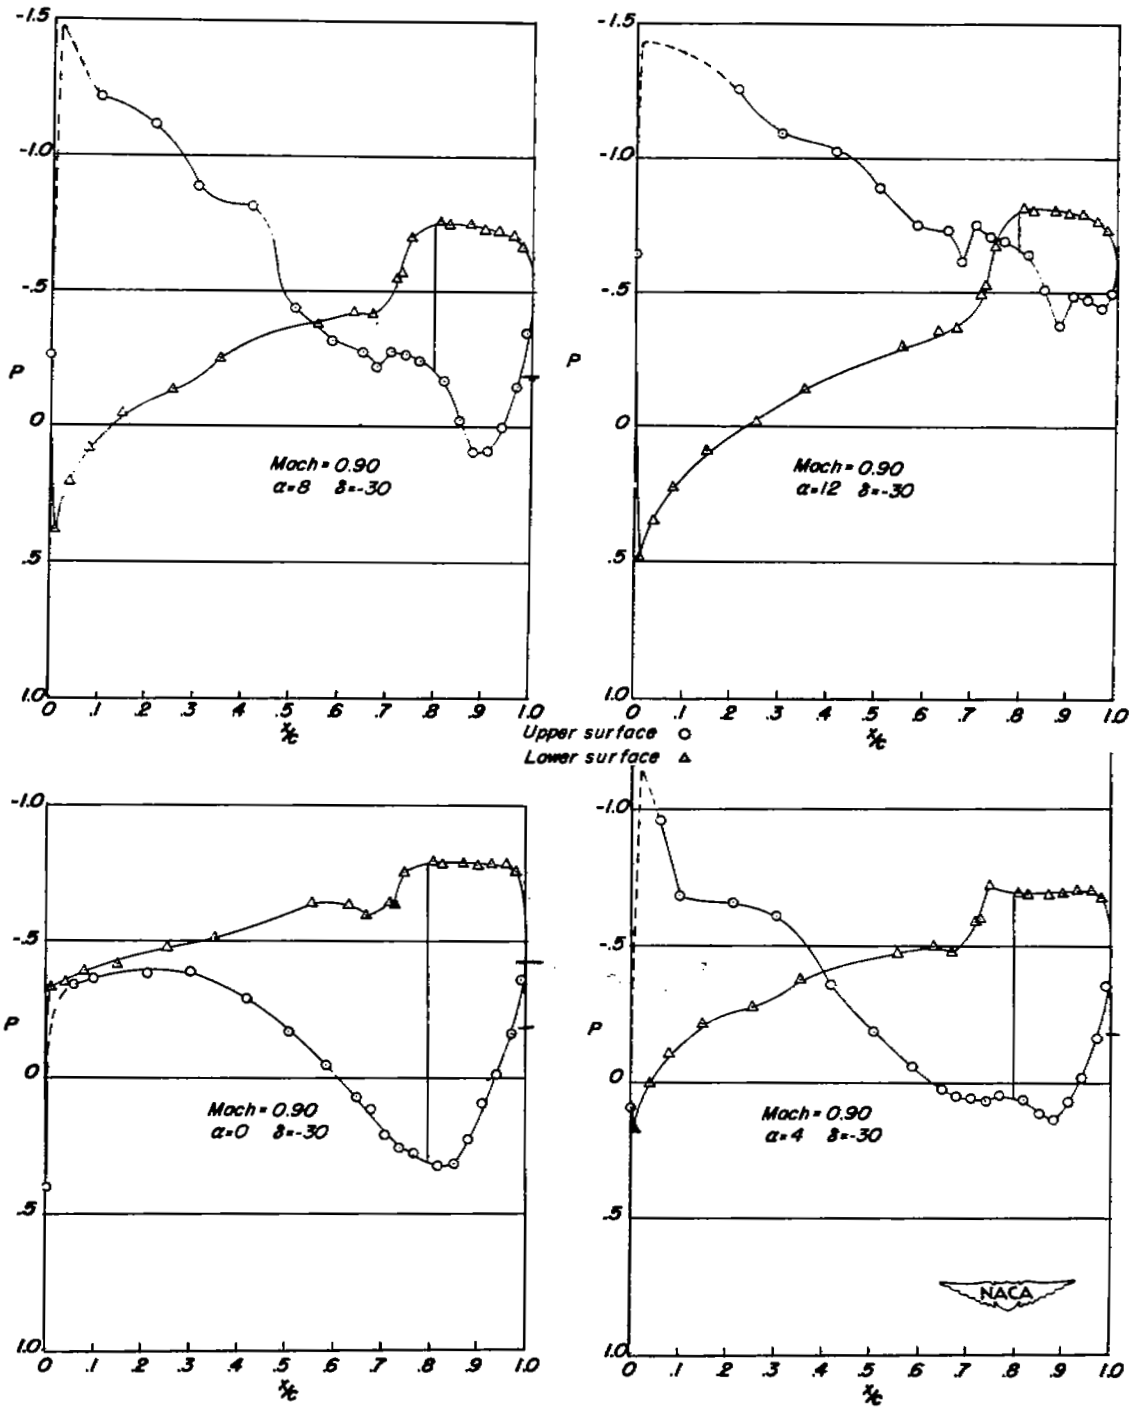 -1.5
-1.0
-.5
P
0
.5
1.0
Mach = 0.90
α=8 δ=-30
0 .1 .2 .3 .4 .5 .6 .7 .8 .9 1.0
x/c
-1.5
-1.0
-.5
P
0
.5
1.0
Mach = 0.90
α=12 δ=-30
0 .1 .2 .3 .4 .5 .6 .7 .8 .9 1.0
x/c
Upper surface
Lower surface
-1.0
-.5
P
0
.5
1.0
Mach = 0.90
α=0 δ=-30
0 .1 .2 .3 .4 .5 .6 .7 .8 .9 1.0
x/c
-1.0
-.5
P
0
.5
1.0
Mach = 0.90
α=4 δ=-30
NACA
0 .1 .2 .3 .4 .5 .6 .7 .8 .9 1.0
x/c